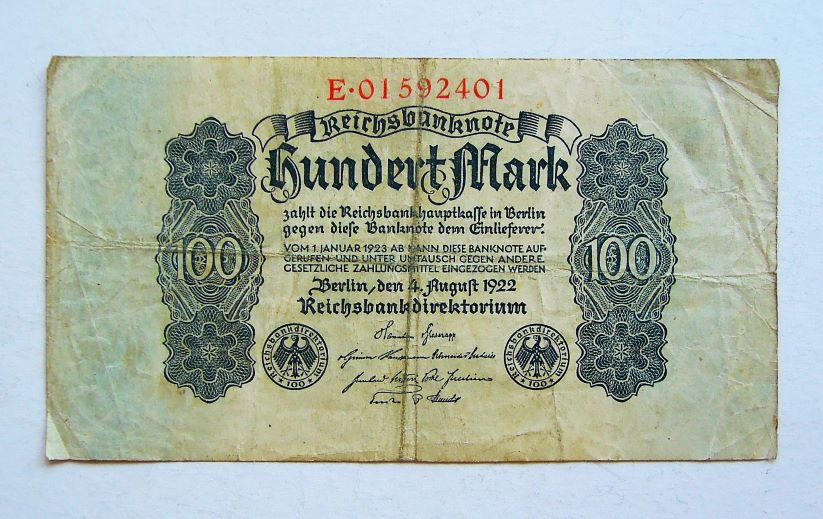 E·01592401
Reichsbanknote
Hundert Mark
zahlt die Reichsbankhauptkasse in Berlin
gegen diese Banknote dem Einlieferer.
VOM 1. JANUAR 1923 AB KANN DIESE BANKNOTE AUF-
GERUFEN UND UNTER UMTAUSCH GEGEN ANDERE
GESETZLICHE ZAHLUNGSMITTEL EINGEZOGEN WERDEN
100
100
Berlin, den 4. August 1922
Reichsbankdirektorium
Reichsbankdirektorium
100
Reichsbankdirektorium
100